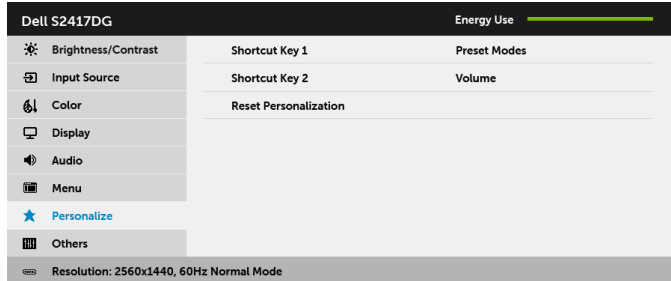 Dell S2417DG Energy Use
Brightness/Contrast Shortcut Key 1 Preset Modes
Input Source Shortcut Key 2 Volume
Color Reset Personalization
Display
Audio
Menu
Personalize
Others
Resolution: 2560x1440, 60Hz Normal Mode